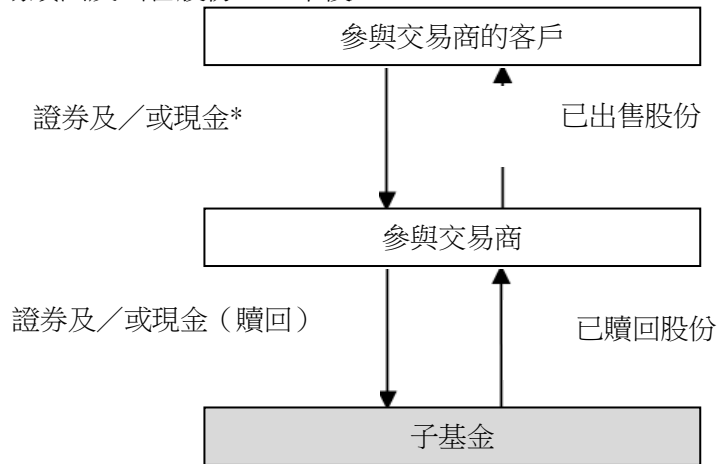 參與交易商的客戶
證券及／或現金*
已出售股份
參與交易商
證券及／或現金（贖回）
已贖回股份
子基金